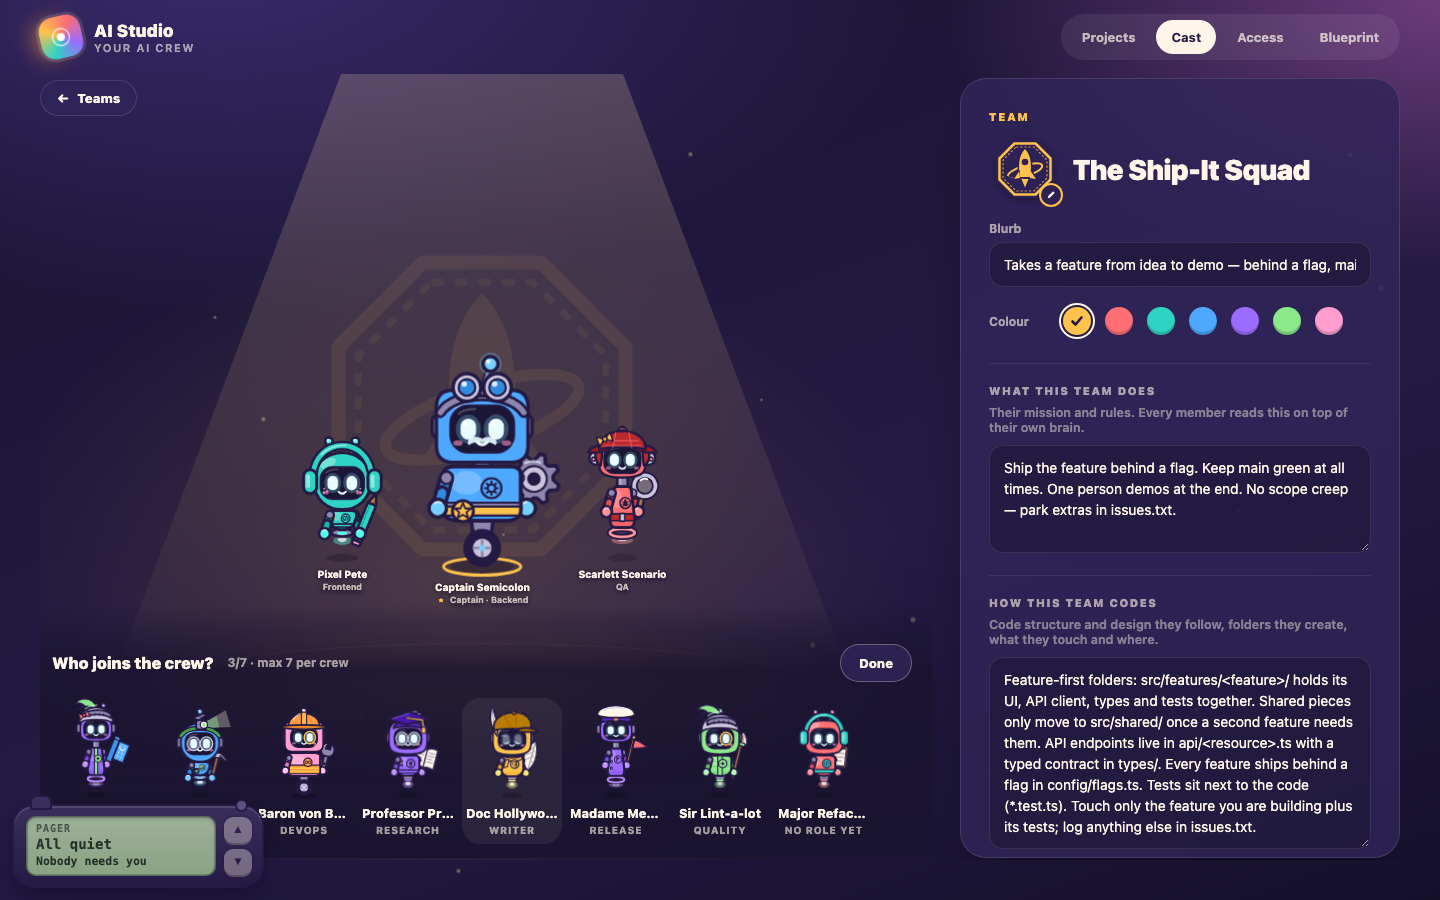 AI Studio
YOUR AI CREW
Projects
Cast
Access
Blueprint
← Teams
TEAM
The Ship-It Squad
Blurb
Takes a feature from idea to demo — behind a flag, mai
Colour
WHAT THIS TEAM DOES
Their mission and rules. Every member reads this on top of
their own brain.
Ship the feature behind a flag. Keep main green at all
times. One person demos at the end. No scope creep
— park extras in issues.txt.
HOW THIS TEAM CODES
Code structure and design they follow, folders they create,
what they touch and where.
Feature-first folders: src/features/<feature>/ holds its
UI, API client, types and tests together. Shared pieces
only move to src/shared/ once a second feature needs
them. API endpoints live in api/<resource>.ts with a
typed contract in types/. Every feature ships behind a
flag in config/flags.ts. Tests sit next to the code
(*.test.ts). Touch only the feature you are building plus
its tests; log anything else in issues.txt.
Pixel Pete
Frontend
Captain Semicolon
★ Captain · Backend
Scarlett Scenario
QA
Who joins the crew?
3/7 · max 7 per crew
Done
Baron von B...
DEVOPS
Professor Pr...
RESEARCH
Doc Hollywo...
WRITER
Madame Me...
RELEASE
Sir Lint-a-lot
QUALITY
Major Refac...
NO ROLE YET
PAGER
All quiet
Nobody needs you